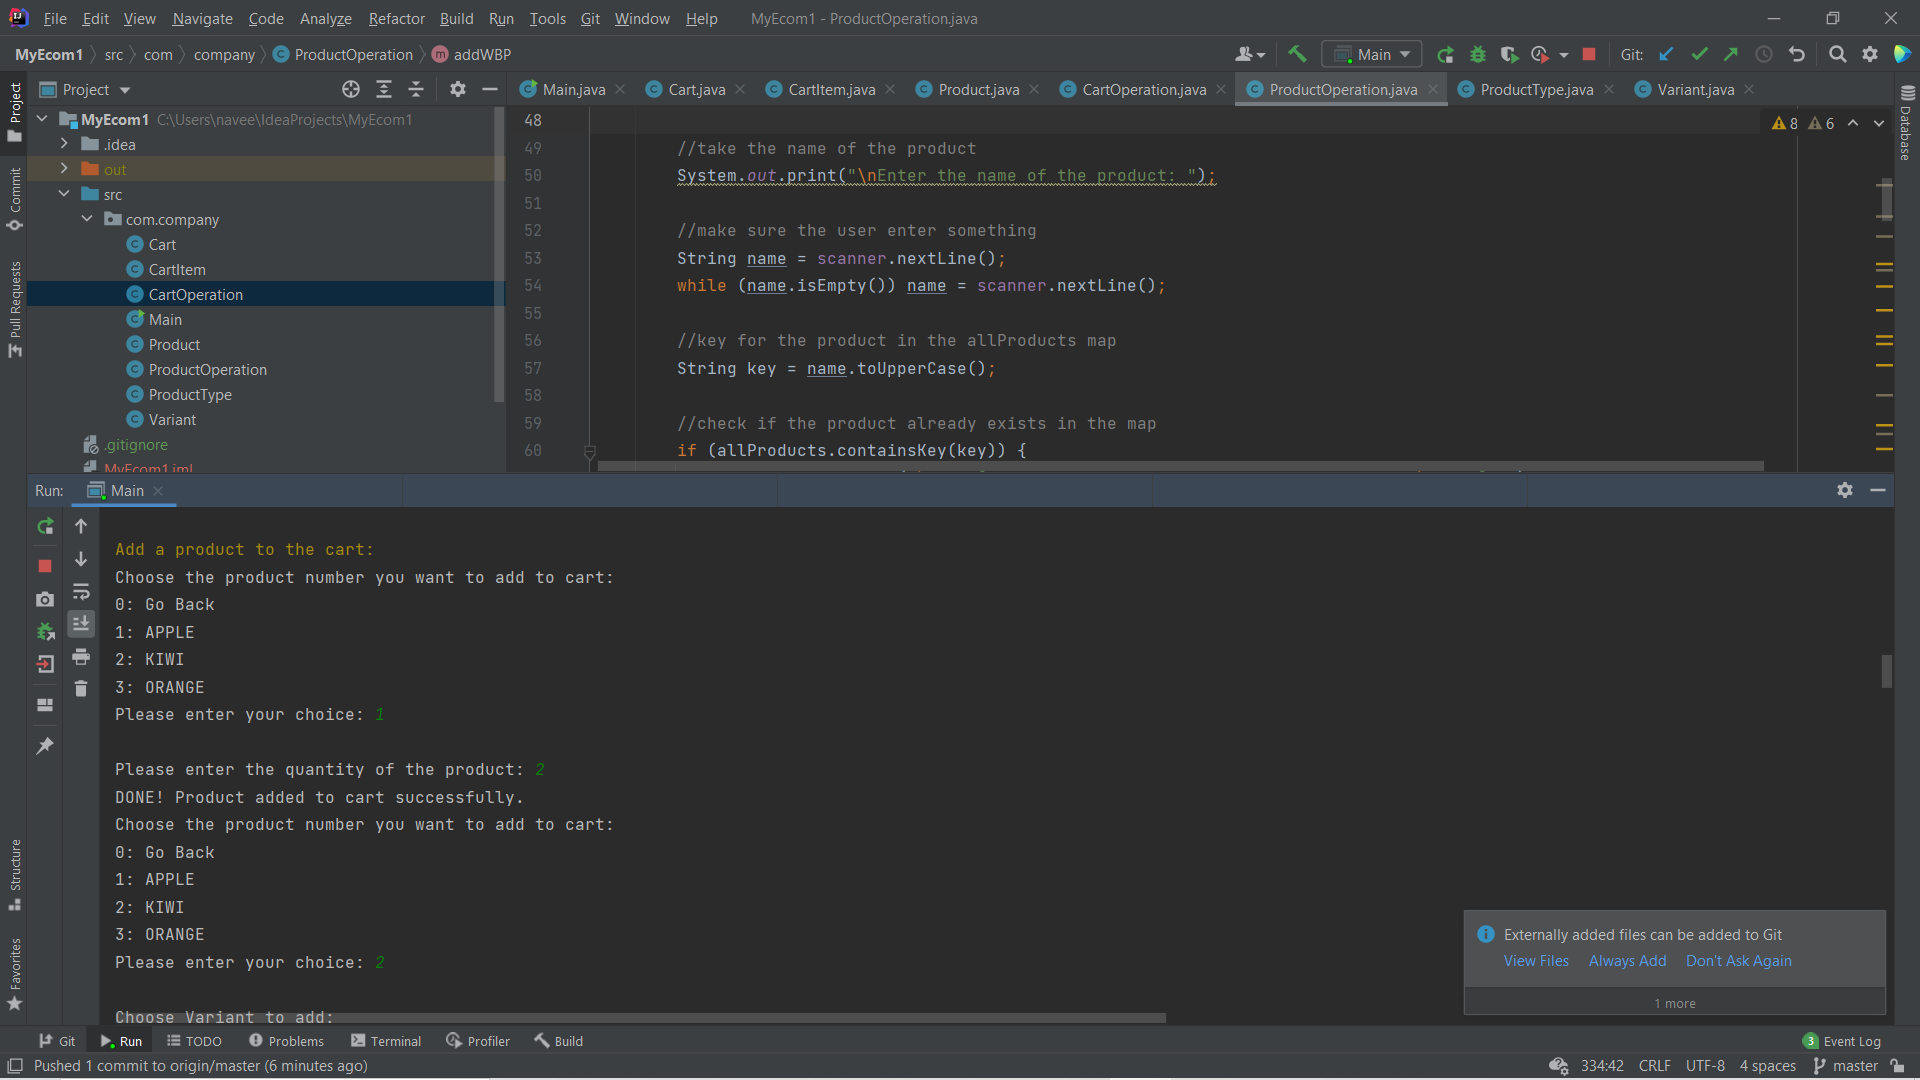 File Edit View Navigate Code Analyze Refactor Build Run Tools Git Window Help MyEcom1 - ProductOperation.java
MyEcom1 src com company ProductOperation addWBP Main Git:
Project Main.java Cart.java CartItem.java Product.java CartOperation.java ProductOperation.java ProductType.java Variant.java
MyEcom1 C:\Users\navee\IdeaProjects\MyEcom1
.idea
out
src
com.company
Cart
CartItem
CartOperation
Main
Product
ProductOperation
ProductType
Variant
.gitignore
MyEcom1.iml
Project
Commit
Pull Requests
Structure
Favorites
Database
8 6
48
49 //take the name of the product
50 System.out.print("\nEnter the name of the product: ");
51
52 //make sure the user enter something
53 String name = scanner.nextLine();
54 while (name.isEmpty()) name = scanner.nextLine();
55
56 //key for the product in the allProducts map
57 String key = name.toUpperCase();
58
59 //check if the product already exists in the map
60 if (allProducts.containsKey(key)) {
Run: Main
Add a product to the cart:
Choose the product number you want to add to cart:
0: Go Back
1: APPLE
2: KIWI
3: ORANGE
Please enter your choice: 1
Please enter the quantity of the product: 2
DONE! Product added to cart successfully.
Choose the product number you want to add to cart:
0: Go Back
1: APPLE
2: KIWI
3: ORANGE
Please enter your choice: 2
Choose Variant to add:
Externally added files can be added to Git
View Files Always Add Don't Ask Again
1 more
Git Run TODO Problems Terminal Profiler Build 3 Event Log
Pushed 1 commit to origin/master (6 minutes ago) 334:42 CRLF UTF-8 4 spaces master